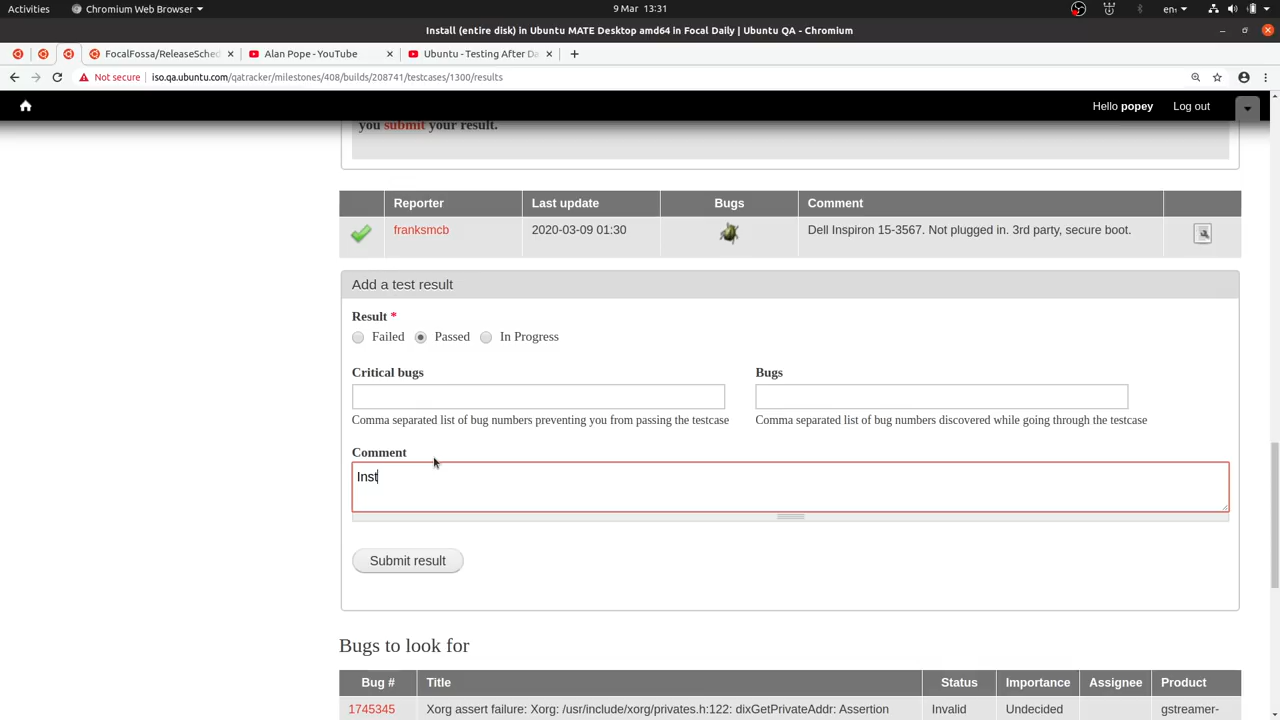 Activities
Chromium Web Browser
9 Mar 13:31
en
Install (entire disk) in Ubuntu MATE Desktop amd64 in Focal Daily | Ubuntu QA - Chromium
FocalFossa/ReleaseSched
Alan Pope - YouTube
Ubuntu - Testing After Da
Not secure
iso.qa.ubuntu.com/qatracker/milestones/408/builds/208741/testcases/1300/results
Hello popey
Log out
you submit your result.
Reporter Last update Bugs Comment
franksmcb 2020-03-09 01:30 Dell Inspiron 15-3567. Not plugged in. 3rd party, secure boot.
Add a test result
Result *
Failed Passed In Progress
Critical bugs Bugs
Comma separated list of bug numbers preventing you from passing the testcase Comma separated list of bug numbers discovered while going through the testcase
Comment
Inst
Submit result
Bugs to look for
Bug # Title Status Importance Assignee Product
1745345 Xorg assert failure: Xorg: /usr/include/xorg/privates.h:122: dixGetPrivateAddr: Assertion Invalid Undecided gstreamer-